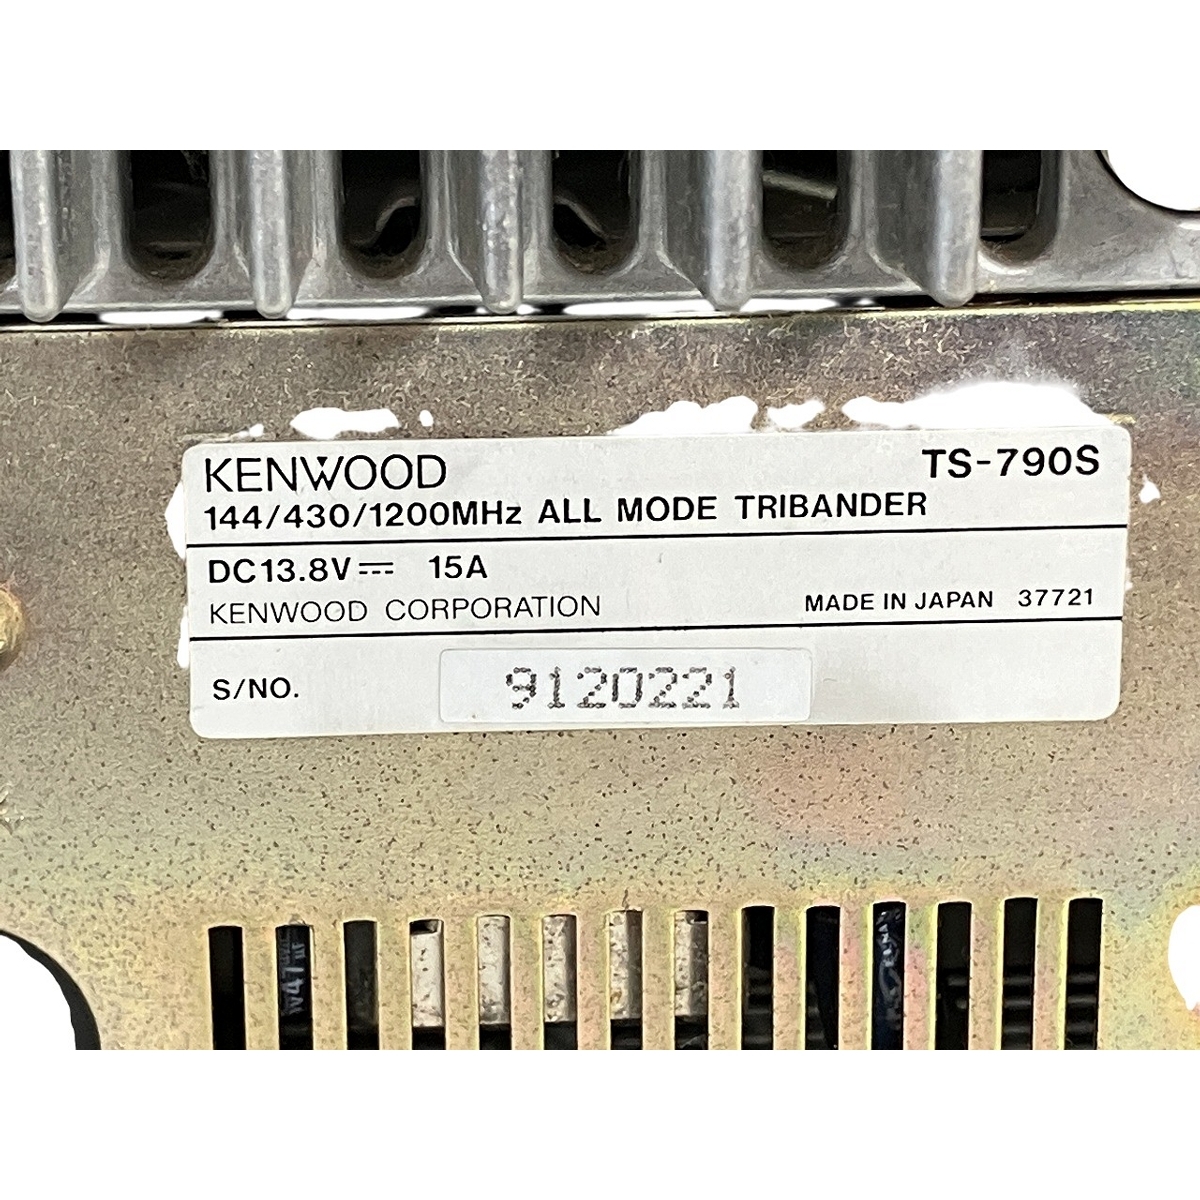 KENWOOD TS-790S
144/430/1200MHz ALL MODE TRIBANDER
DC13.8V⎓ 15A
KENWOOD CORPORATION MADE IN JAPAN 37721
S/NO. 9120221